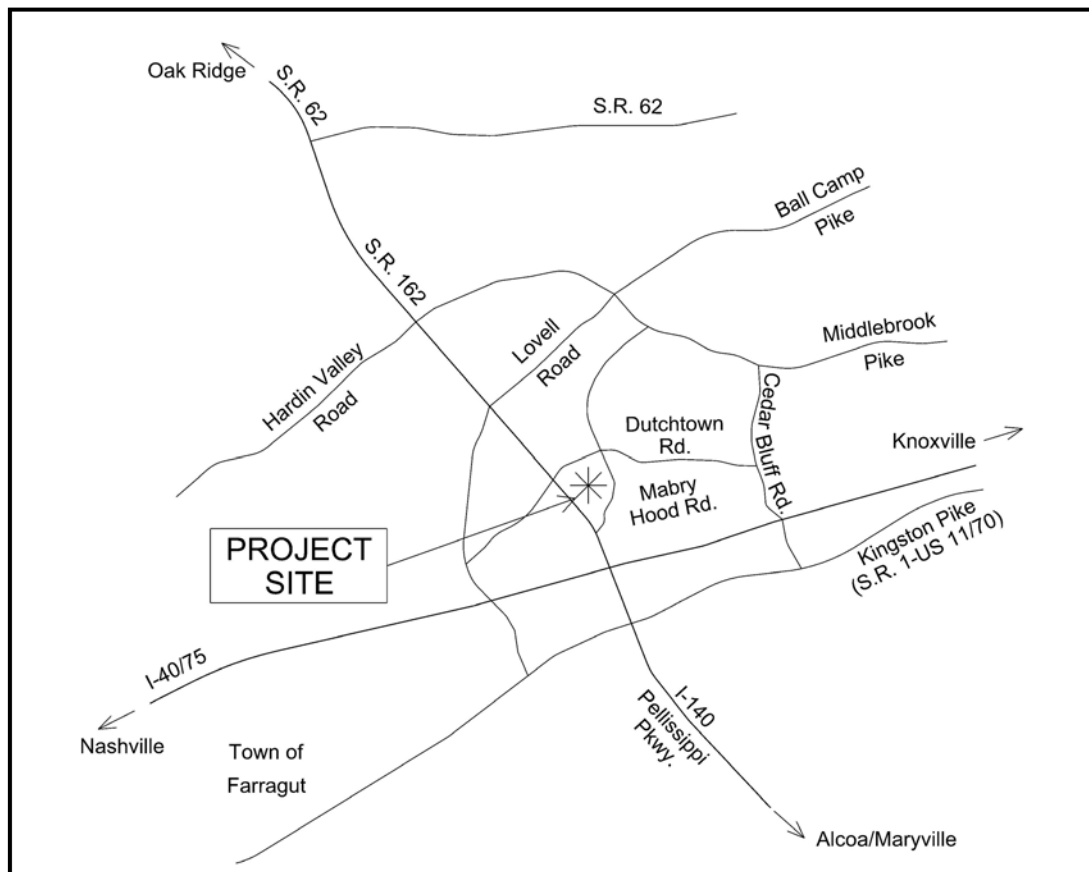 Oak Ridge
S.R. 62
S.R. 62
Ball Camp
Pike
S.R. 162
Lovell
Road
Middlebrook
Pike
Hardin Valley
Road
Cedar Bluff Rd.
Dutchtown
Rd.
Knoxville
Mabry
Hood Rd.
Kingston Pike
(S.R. 1-US 11/70)
PROJECT
SITE
I-40/75
I-140
Pellissippi
Pkwy.
Nashville
Town of
Farragut
Alcoa/Maryville